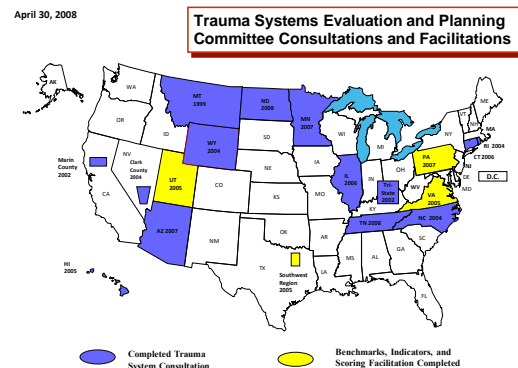 April 30, 2008
Trauma Systems Evaluation and Planning
Committee Consultations and Facilitations
AK
WA
MT
1999
ND
2008
MN
2007
ME
VT
NH
MA
OR
ID
WY
2004
SD
WI
MI
NY
RI 2004
CT 2006
Marin
County
2002
NV
Clark
County
2004
UT
2005
CO
NE
IA
IL
2006
IN
OH
PA
2007
NJ
DE
MD
D.C.
CA
KS
MO
Tri-
State
2002
WV
VA
2005
KY
AZ 2007
NM
OK
AR
TN 2008
NC 2004
SC
HI
2005
TX
Southwest
Region
2005
LA
MS
AL
GA
FL
Completed Trauma
System Consultation
Benchmarks, Indicators, and
Scoring Facilitation Completed